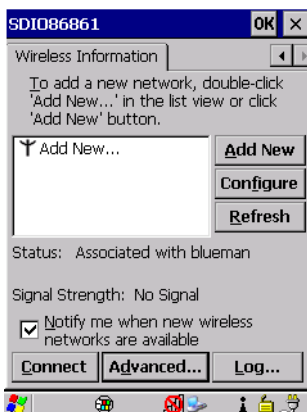 SDIO86861
OK ×
Wireless Information
To add a new network, double-click
'Add New...' in the list view or click
'Add New' button.
Add New...
Add New
Configure
Refresh
Status: Associated with blueman
Signal Strength: No Signal
Notify me when new wireless
networks are available
Connect Advanced... Log...